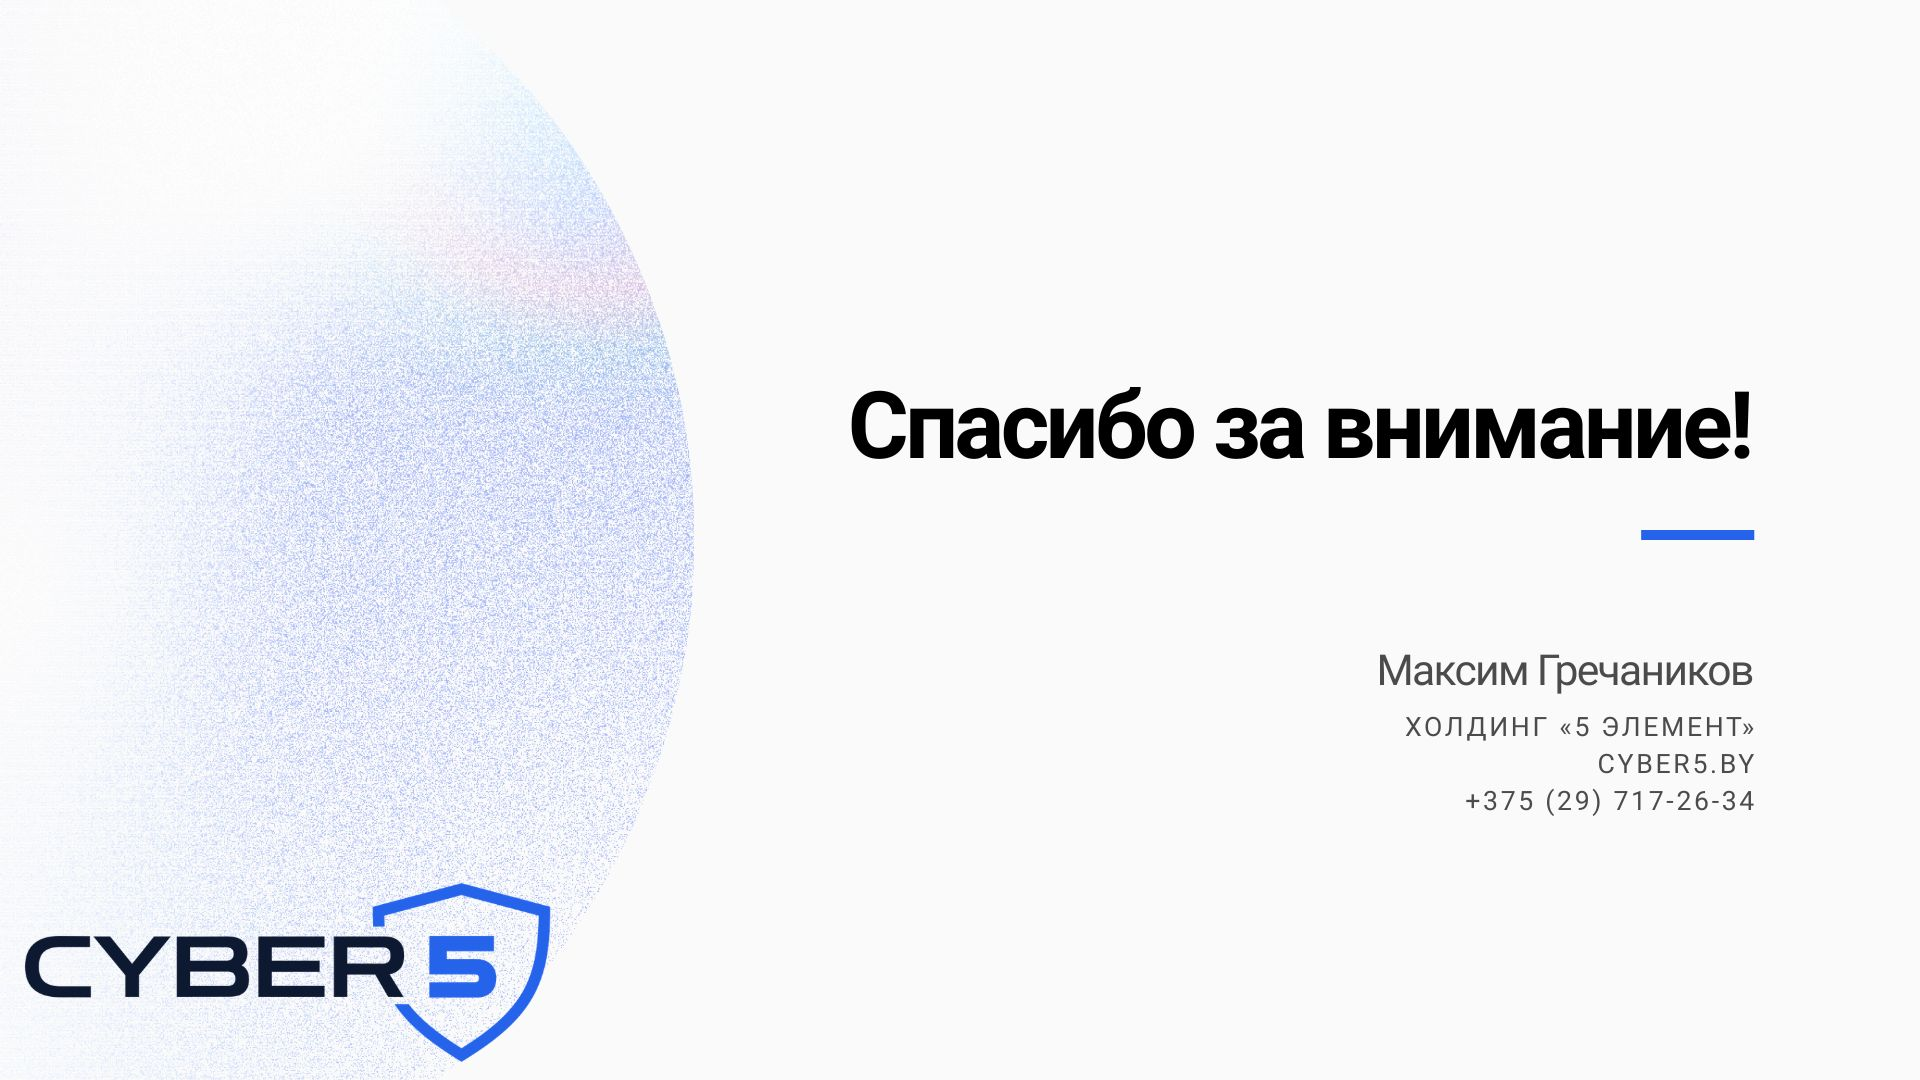 Спасибо за внимание!
Максим Гречаников
ХОЛДИНГ «5 ЭЛЕМЕНТ»
CYBER5.BY
+375 (29) 717-26-34
CYBER 5